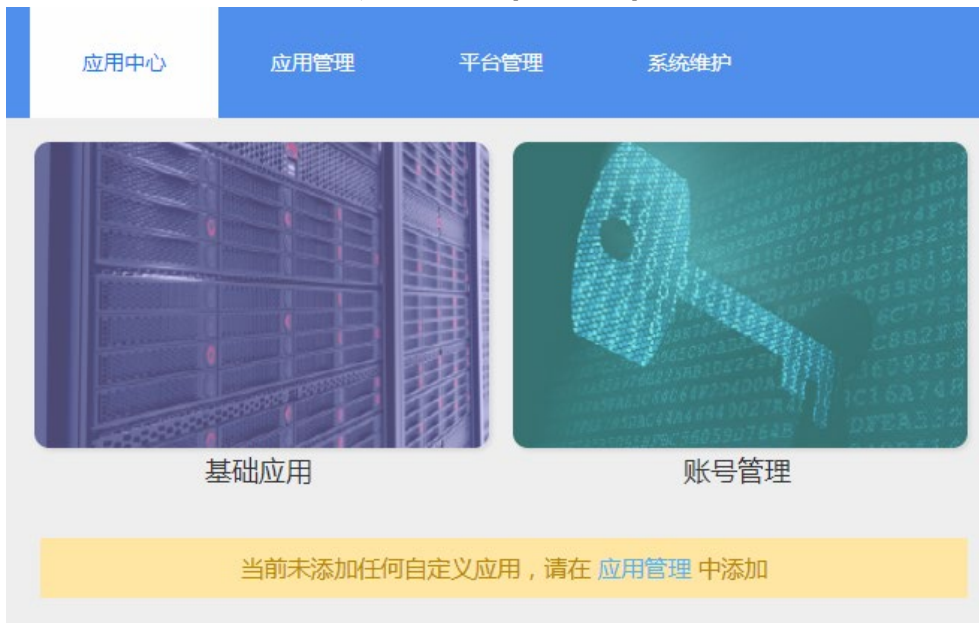 应用中心 应用管理 平台管理 系统维护
基础应用 账号管理
当前未添加任何自定义应用，请在 应用管理 中添加